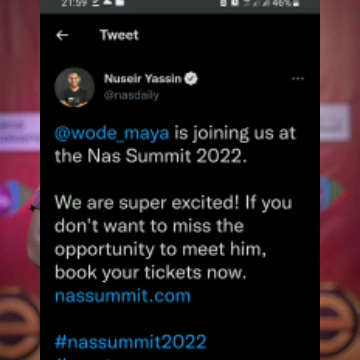 21:59
46%
Tweet
Nuseir Yassin
@nasdaily
@wode_maya is joining us at
the Nas Summit 2022.
We are super excited! If you
don't want to miss the
opportunity to meet him,
book your tickets now.
nassummit.com
#nassummit2022